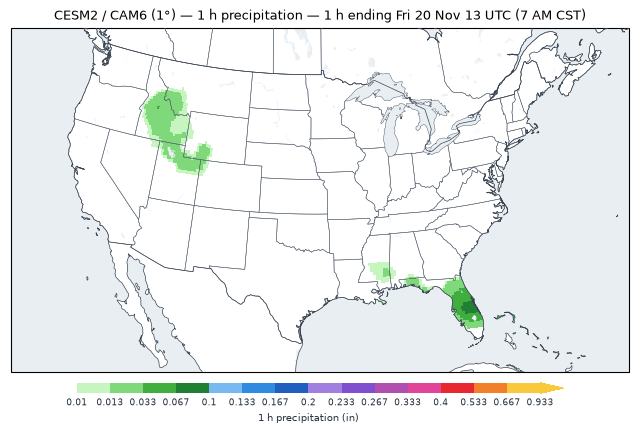 CESM2 / CAM6 (1°) — 1 h precipitation — 1 h ending Fri 20 Nov 13 UTC (7 AM CST)
0.01 0.013 0.033 0.067 0.1 0.133 0.167 0.2 0.233 0.267 0.333 0.4 0.533 0.667 0.933
1 h precipitation (in)